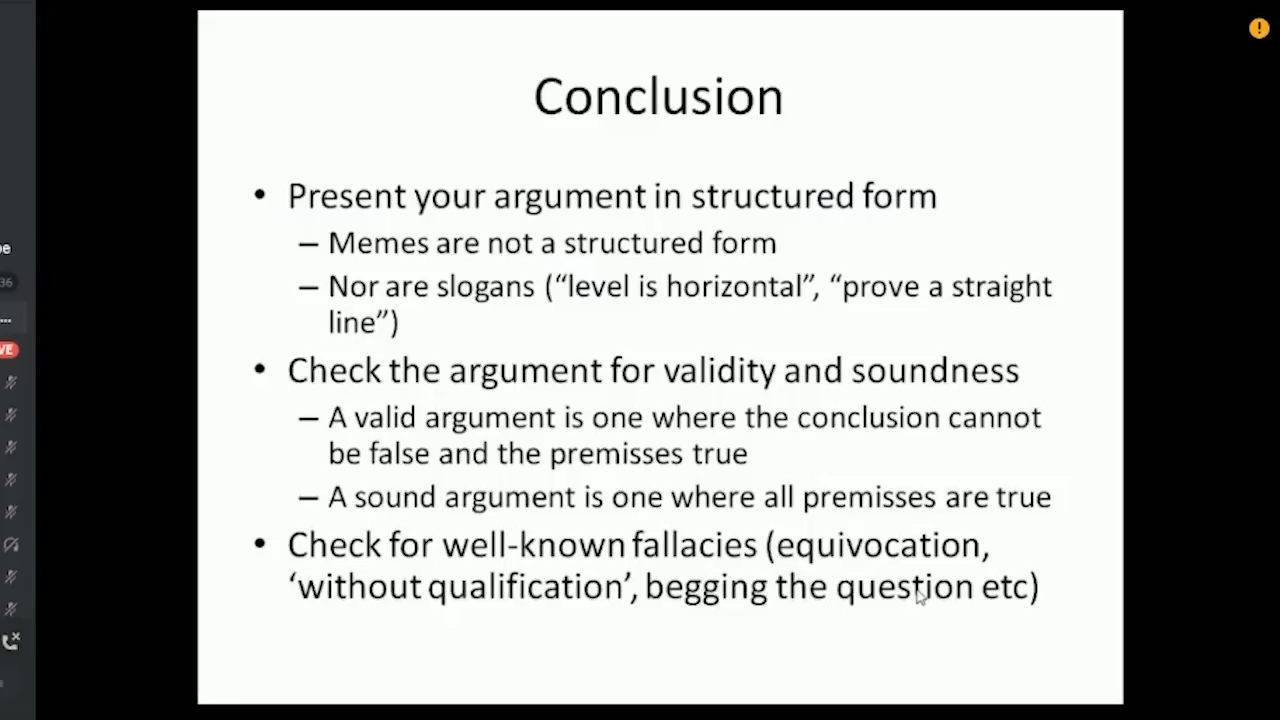 Conclusion
• Present your argument in structured form
– Memes are not a structured form
– Nor are slogans (“level is horizontal”, “prove a straight
line”)
• Check the argument for validity and soundness
– A valid argument is one where the conclusion cannot
be false and the premisses true
– A sound argument is one where all premisses are true
• Check for well-known fallacies (equivocation,
‘without qualification’, begging the question etc)